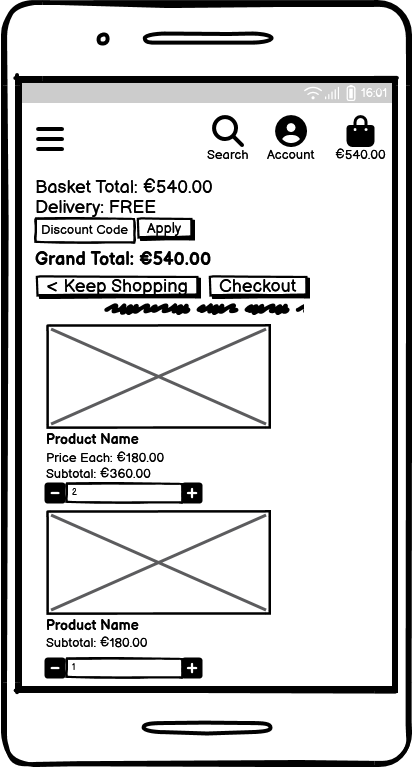 16:01
Search Account €540.00
Basket Total: €540.00
Delivery: FREE
Discount Code Apply
Grand Total: €540.00
< Keep Shopping Checkout
Product Name
Price Each: €180.00
Subtotal: €360.00
- 2 +
Product Name
Subtotal: €180.00
- 1 +